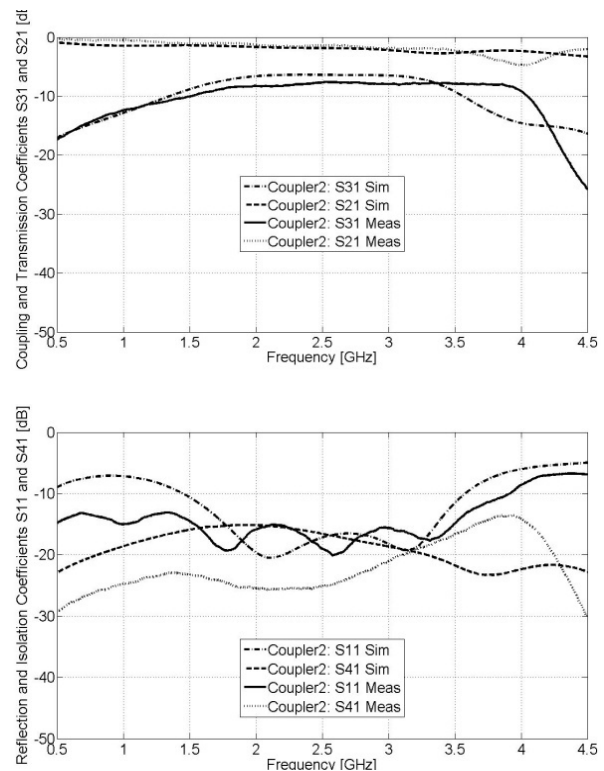 Coupling and Transmission Coefficients S31 and S21 [dB
0
-10
-20
-30
-40
-50
Coupler2: S31 Sim
Coupler2: S21 Sim
Coupler2: S31 Meas
Coupler2: S21 Meas
0.5 1 1.5 2 2.5 3 3.5 4 4.5
Frequency [GHz]
Reflection and Isolation Coefficients S11 and S41 [dB]
0
-10
-20
-30
-40
-50
Coupler2: S11 Sim
Coupler2: S41 Sim
Coupler2: S11 Meas
Coupler2: S41 Meas
0.5 1 1.5 2 2.5 3 3.5 4 4.5
Frequency [GHz]